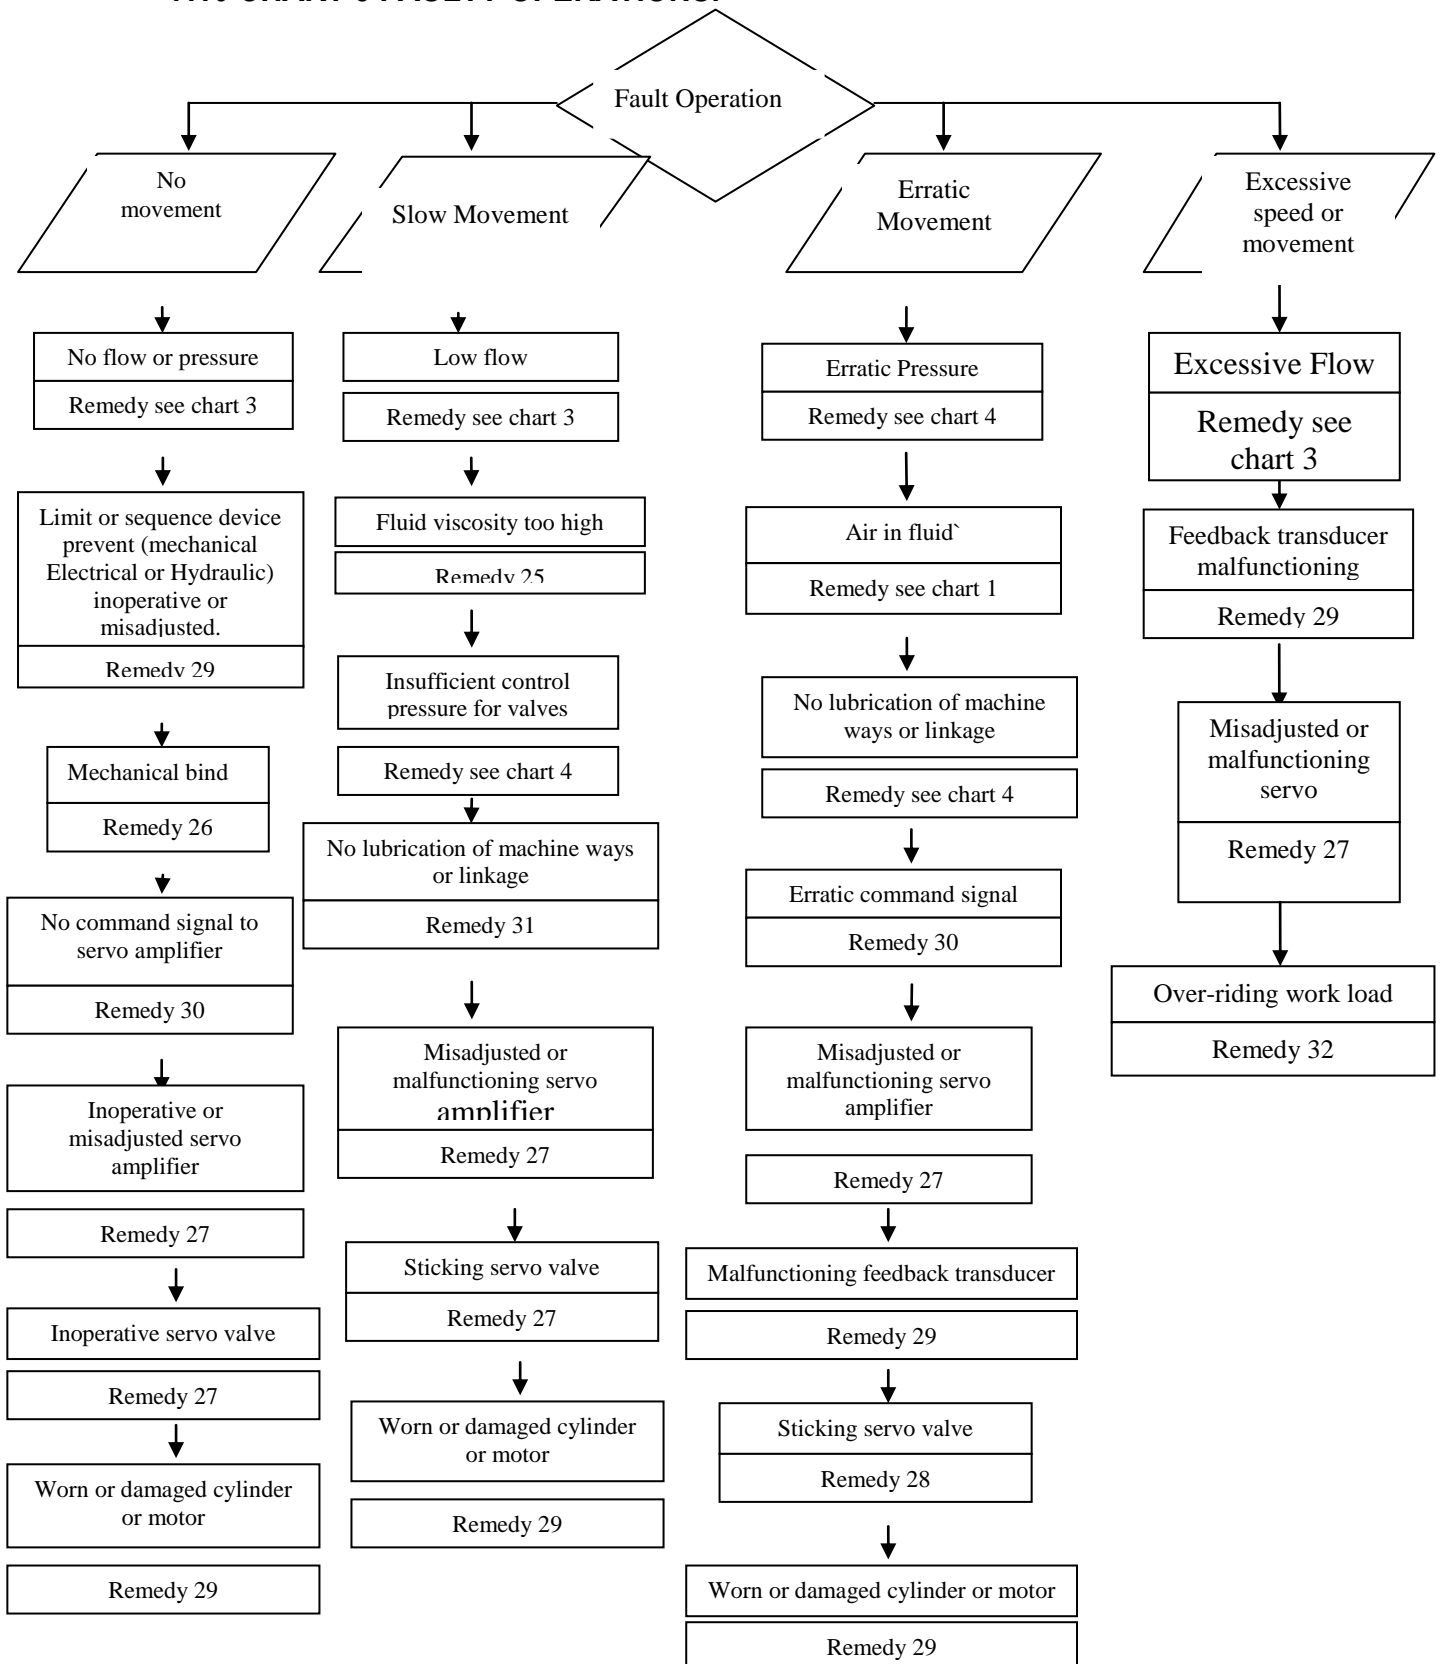 Fault Operation
No
movement
Slow Movement
Erratic
Movement
Excessive
speed or
movement
No flow or pressure
Remedy see chart 3
Limit or sequence device
prevent (mechanical
Electrical or Hydraulic)
inoperative or
misadjusted.
Remedy 29
Mechanical bind
Remedy 26
No command signal to
servo amplifier
Remedy 30
Inoperative or
misadjusted servo
amplifier
Remedy 27
Inoperative servo valve
Remedy 27
Worn or damaged cylinder
or motor
Remedy 29
Low flow
Remedy see chart 3
Fluid viscosity too high
Remedy 25
Insufficient control
pressure for valves
Remedy see chart 4
No lubrication of machine ways
or linkage
Remedy 31
Misadjusted or
malfunctioning servo
amplifier
Remedy 27
Sticking servo valve
Remedy 27
Worn or damaged cylinder
or motor
Remedy 29
Erratic Pressure
Remedy see chart 4
Air in fluid`
Remedy see chart 1
No lubrication of machine
ways or linkage
Remedy see chart 4
Erratic command signal
Remedy 30
Misadjusted or
malfunctioning servo
amplifier
Remedy 27
Malfunctioning feedback transducer
Remedy 29
Sticking servo valve
Remedy 28
Worn or damaged cylinder or motor
Remedy 29
Excessive Flow
Remedy see
chart 3
Feedback transducer
malfunctioning
Remedy 29
Misadjusted or
malfunctioning
servo
Remedy 27
Over-riding work load
Remedy 32